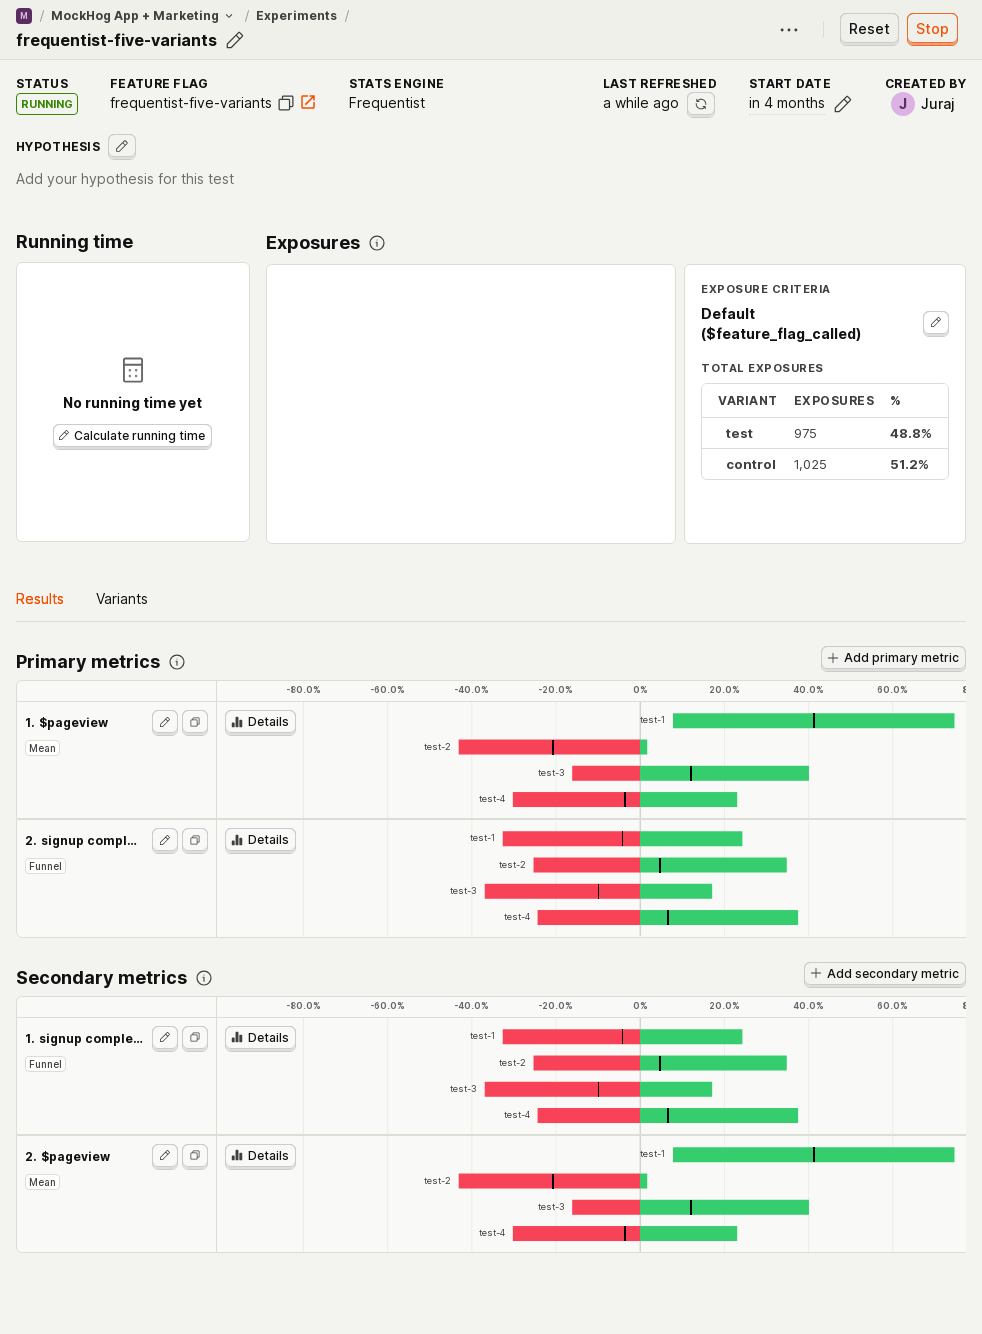 M / MockHog App + Marketing / Experiments /
frequentist-five-variants
Reset
Stop
STATUS
RUNNING
FEATURE FLAG
frequentist-five-variants
STATS ENGINE
Frequentist
LAST REFRESHED
a while ago
START DATE
in 4 months
CREATED BY
J Juraj
HYPOTHESIS
Add your hypothesis for this test
Running time
No running time yet
Calculate running time
Exposures
EXPOSURE CRITERIA
Default
($feature_flag_called)
TOTAL EXPOSURES
VARIANT EXPOSURES %
test 975 48.8%
control 1,025 51.2%
Results Variants
Primary metrics
Add primary metric
-80.0% -60.0% -40.0% -20.0% 0% 20.0% 40.0% 60.0%
1. $pageview
Mean
Details
test-1
test-2
test-3
test-4
2. signup compl...
Funnel
Details
test-1
test-2
test-3
test-4
Secondary metrics
Add secondary metric
-80.0% -60.0% -40.0% -20.0% 0% 20.0% 40.0% 60.0%
1. signup comple...
Funnel
Details
test-1
test-2
test-3
test-4
2. $pageview
Mean
Details
test-1
test-2
test-3
test-4